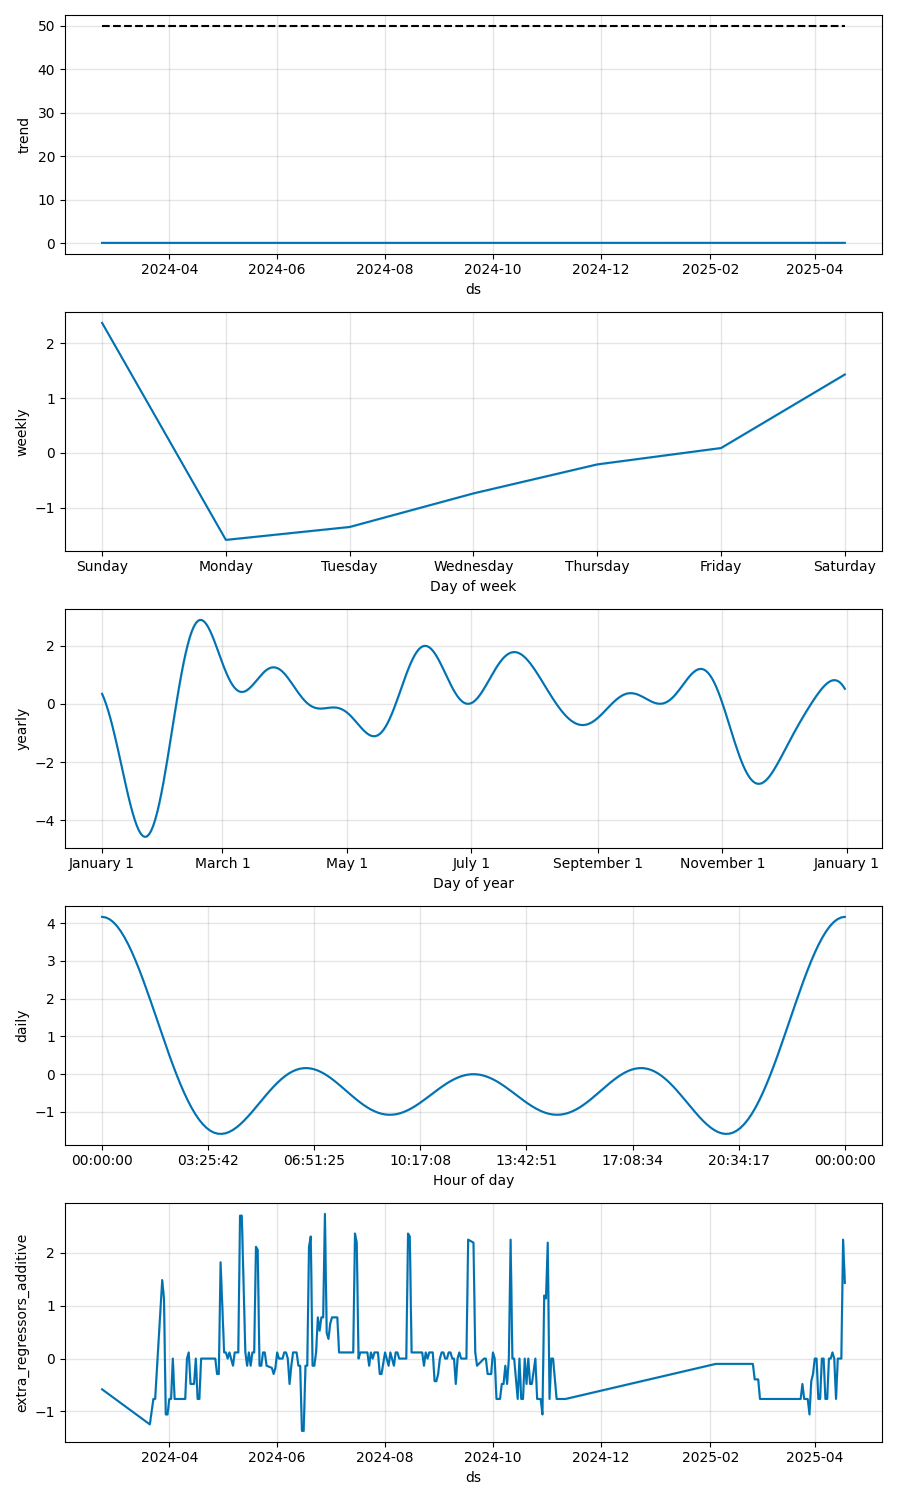 50
40
30
20
10
0
trend
2024-04 2024-06 2024-08 2024-10 2024-12 2025-02 2025-04
ds
2
1
0
−1
weekly
Sunday Monday Tuesday Wednesday Thursday Friday Saturday
Day of week
2
0
−2
−4
yearly
January 1 March 1 May 1 July 1 September 1 November 1 January 1
Day of year
4
3
2
1
0
−1
daily
00:00:00 03:25:42 06:51:25 10:17:08 13:42:51 17:08:34 20:34:17 00:00:00
Hour of day
2
1
0
−1
extra_regressors_additive
2024-04 2024-06 2024-08 2024-10 2024-12 2025-02 2025-04
ds